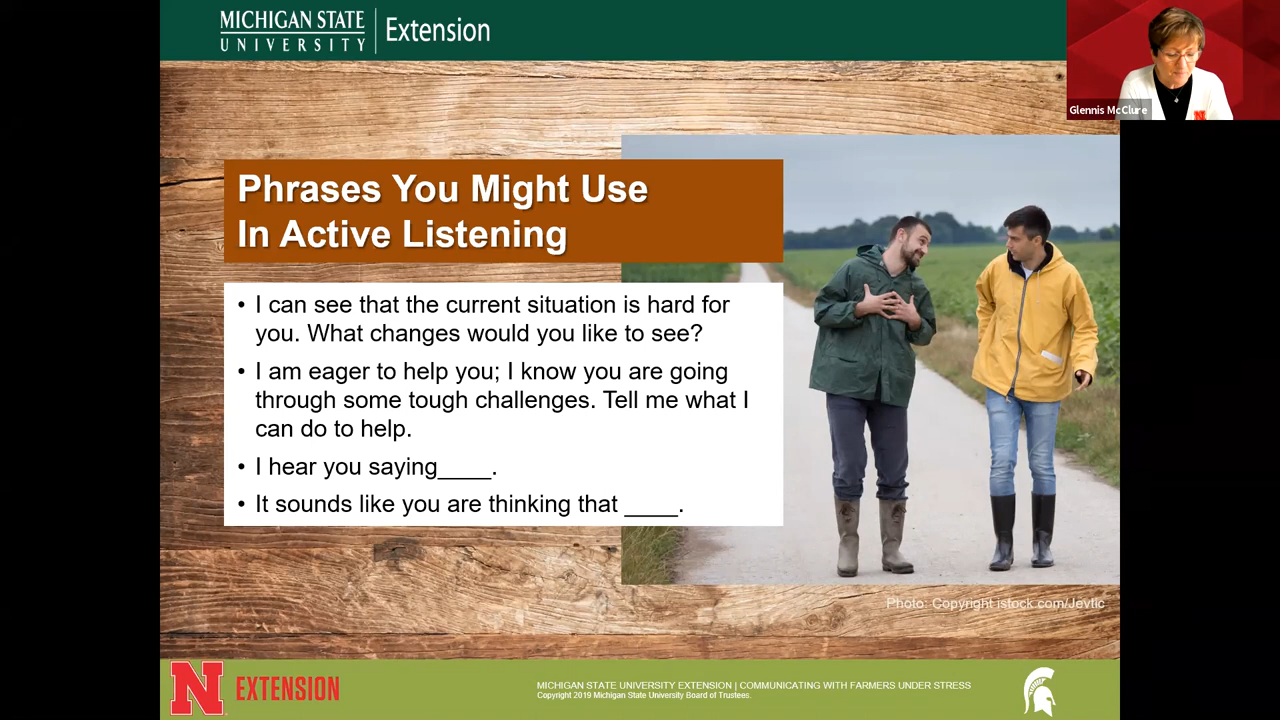 MICHIGAN STATE
UNIVERSITY
Extension
Glennis McClure
N
Phrases You Might Use
In Active Listening
• I can see that the current situation is hard for
you. What changes would you like to see?
• I am eager to help you; I know you are going
through some tough challenges. Tell me what I
can do to help.
• I hear you saying____.
• It sounds like you are thinking that ____.
Photo: Copyright istock.com/Jevtic
N EXTENSION
MICHIGAN STATE UNIVERSITY EXTENSION | COMMUNICATING WITH FARMERS UNDER STRESS
Copyright 2019 Michigan State University Board of Trustees.